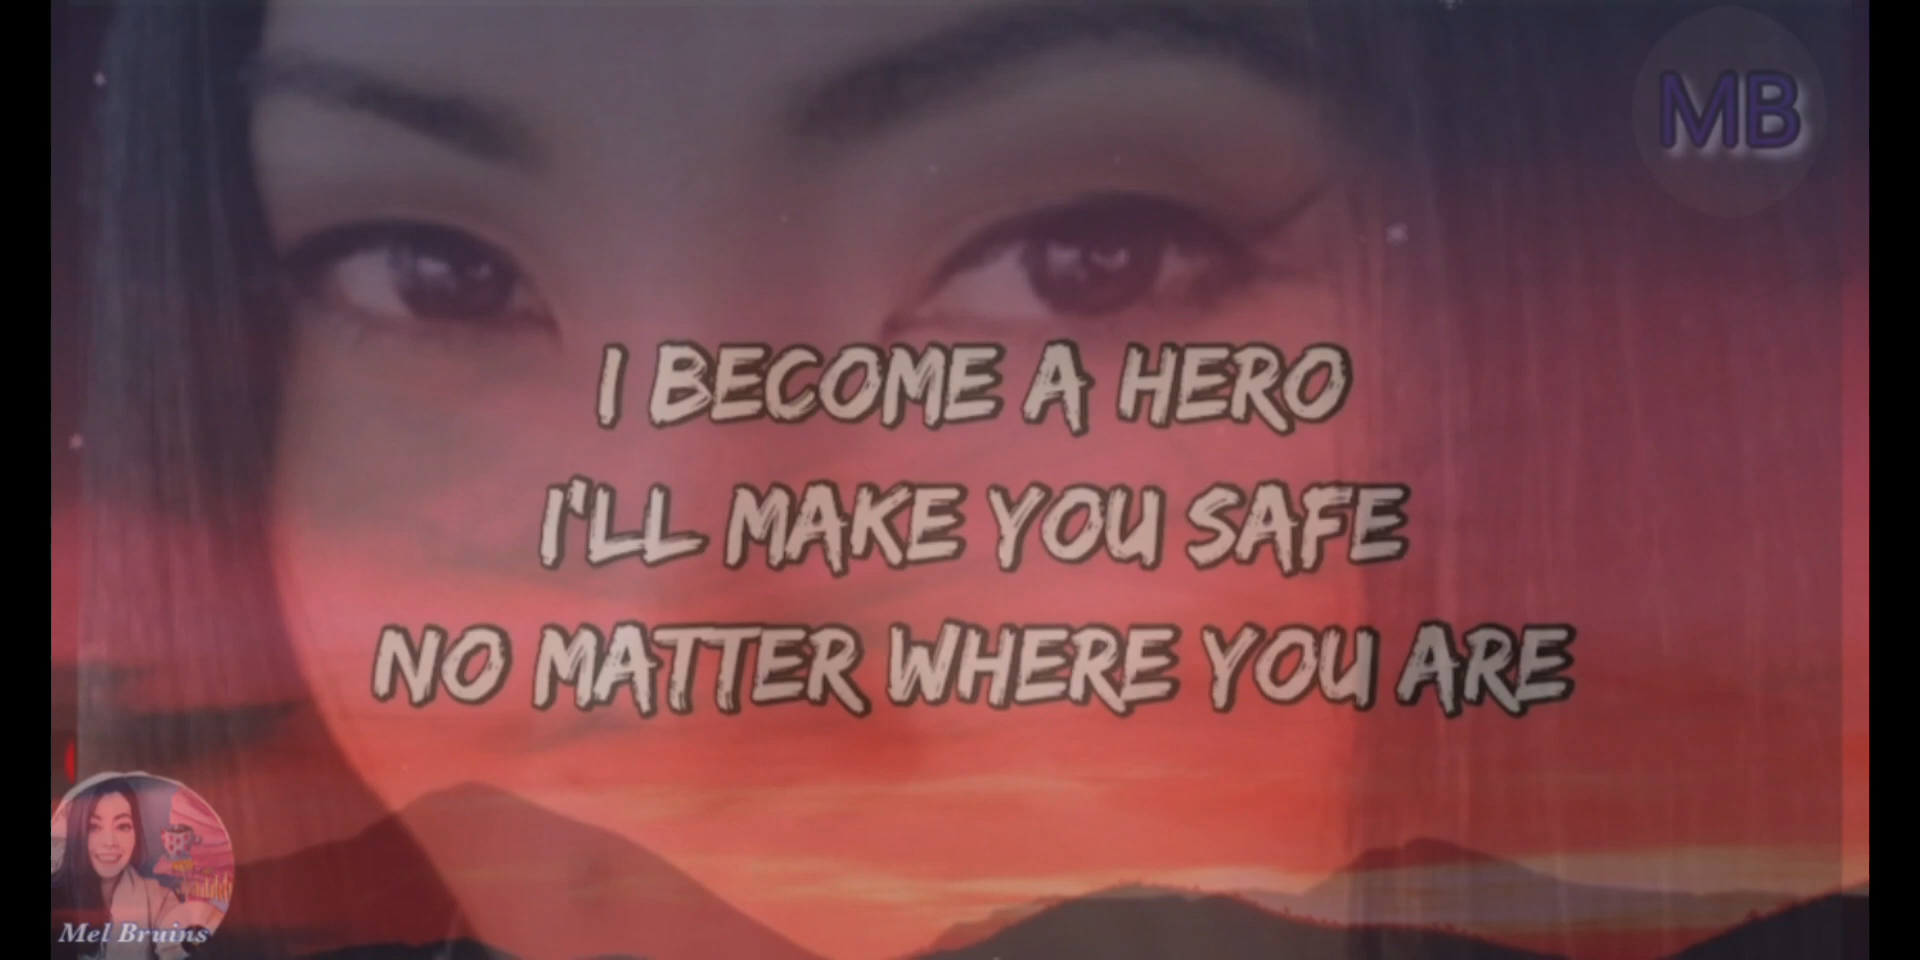 MB
I BECOME A HERO
I'LL MAKE YOU SAFE
NO MATTER WHERE YOU ARE
Mel Bruins